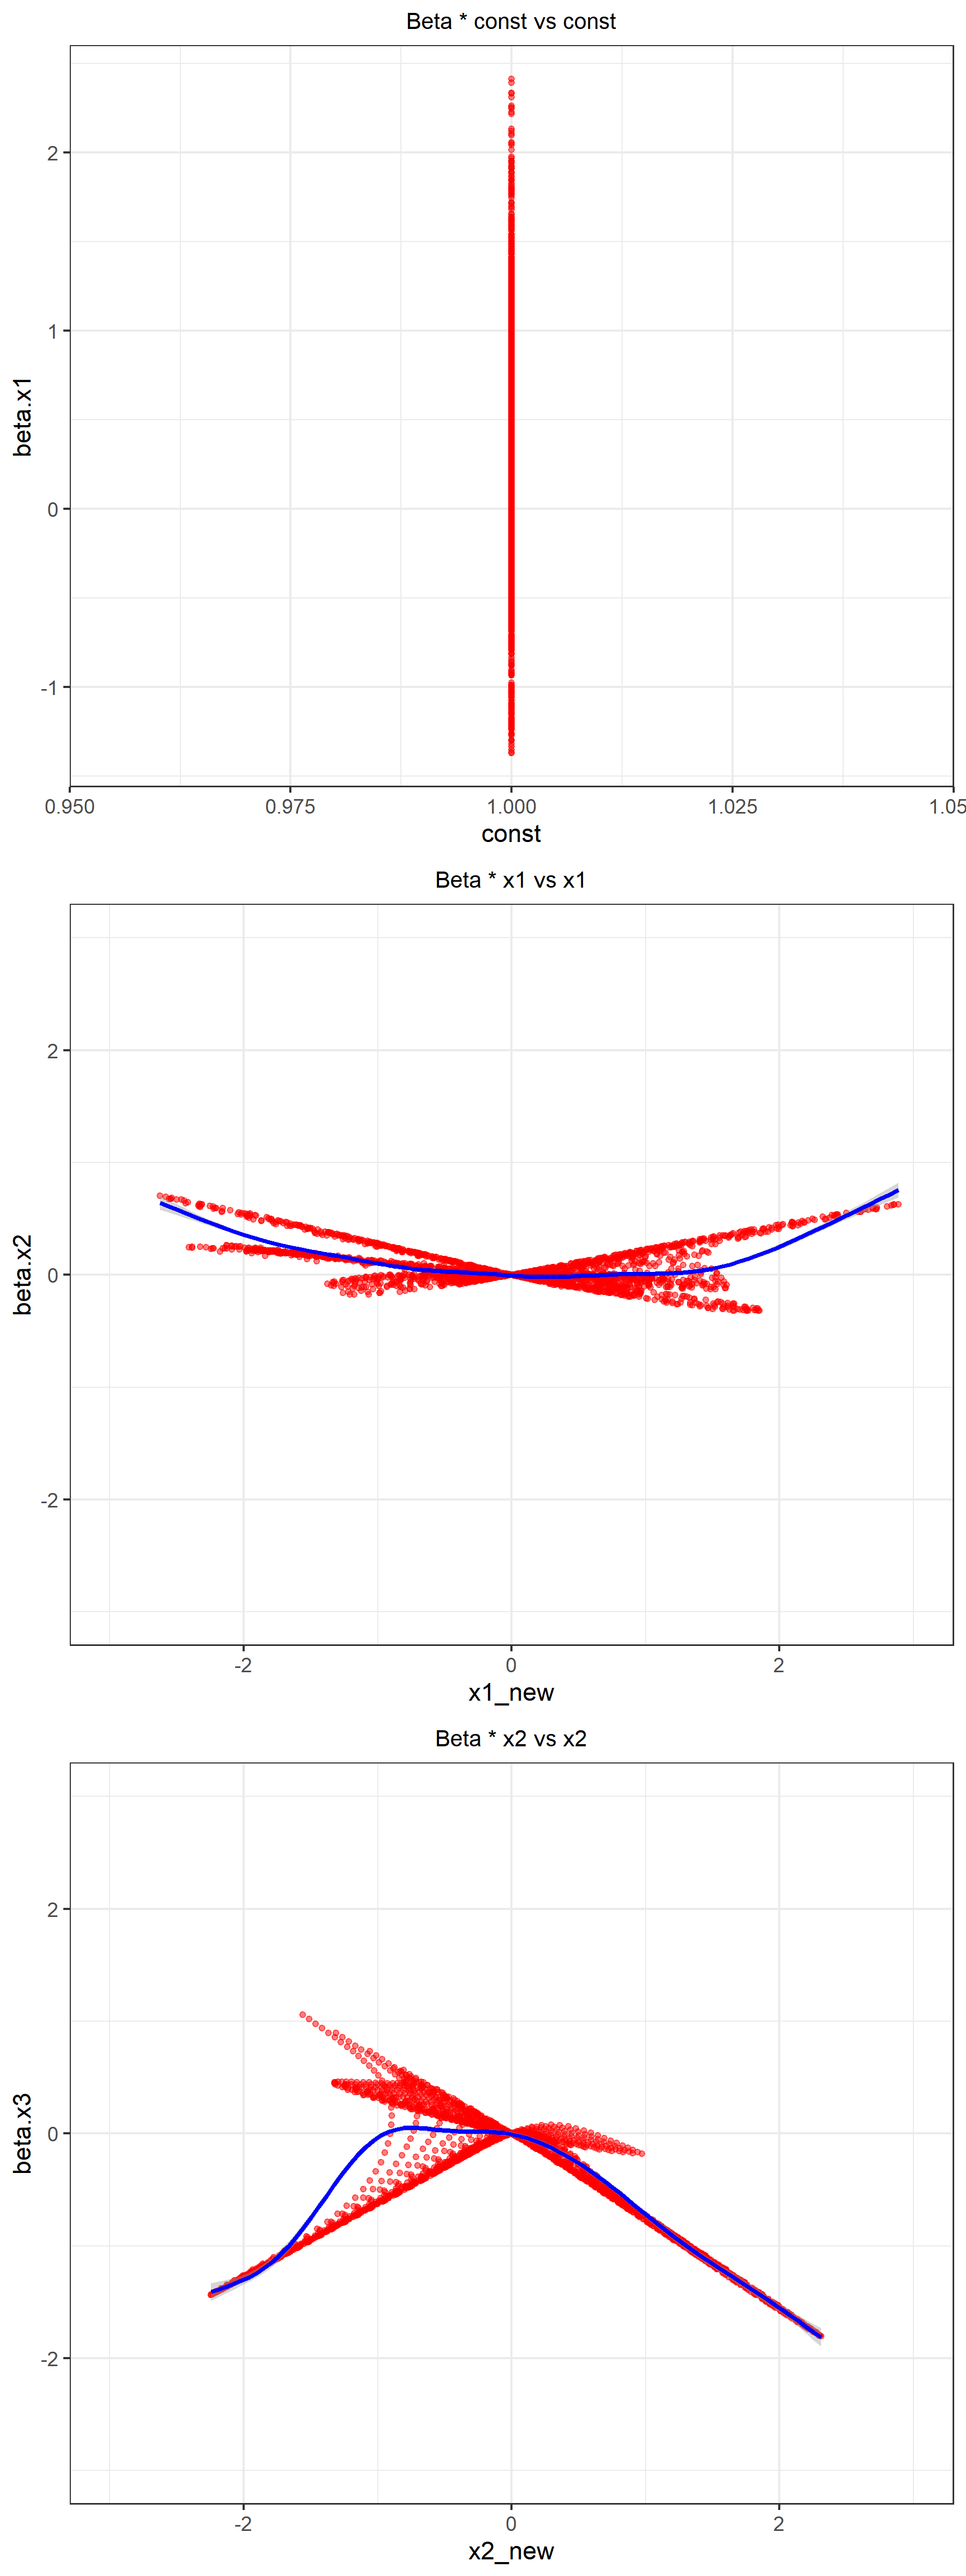 Beta * const vs const
2
1
0
-1
beta.x1
0.950 0.975 1.000 1.025 1.05
const
Beta * x1 vs x1
2
0
-2
beta.x2
-2 0 2
x1_new
Beta * x2 vs x2
2
0
-2
beta.x3
-2 0 2
x2_new